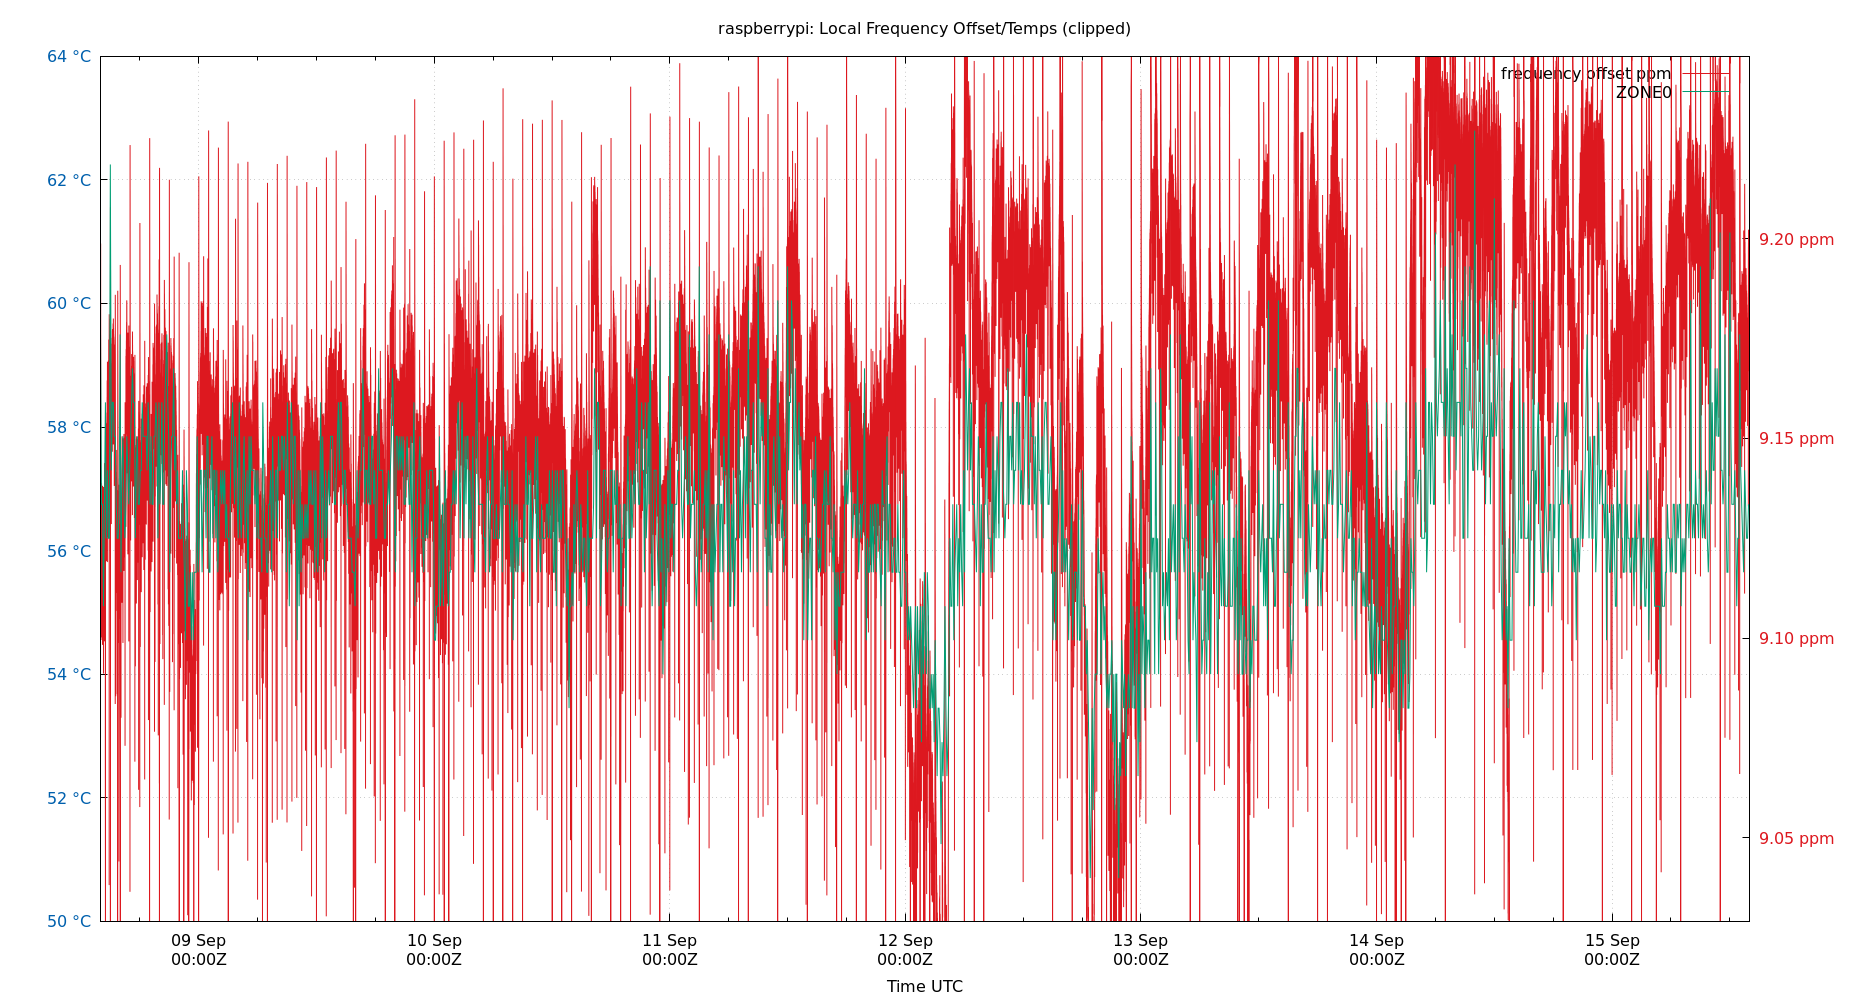 raspberrypi: Local Frequency Offset/Temps (clipped)
64 °C
62 °C
60 °C
58 °C
56 °C
54 °C
52 °C
50 °C
frequency offset ppm
ZONE0
9.20 ppm
9.15 ppm
9.10 ppm
9.05 ppm
09 Sep 10 Sep 11 Sep 12 Sep 13 Sep 14 Sep 15 Sep
00:00Z 00:00Z 00:00Z 00:00Z 00:00Z 00:00Z 00:00Z
Time UTC